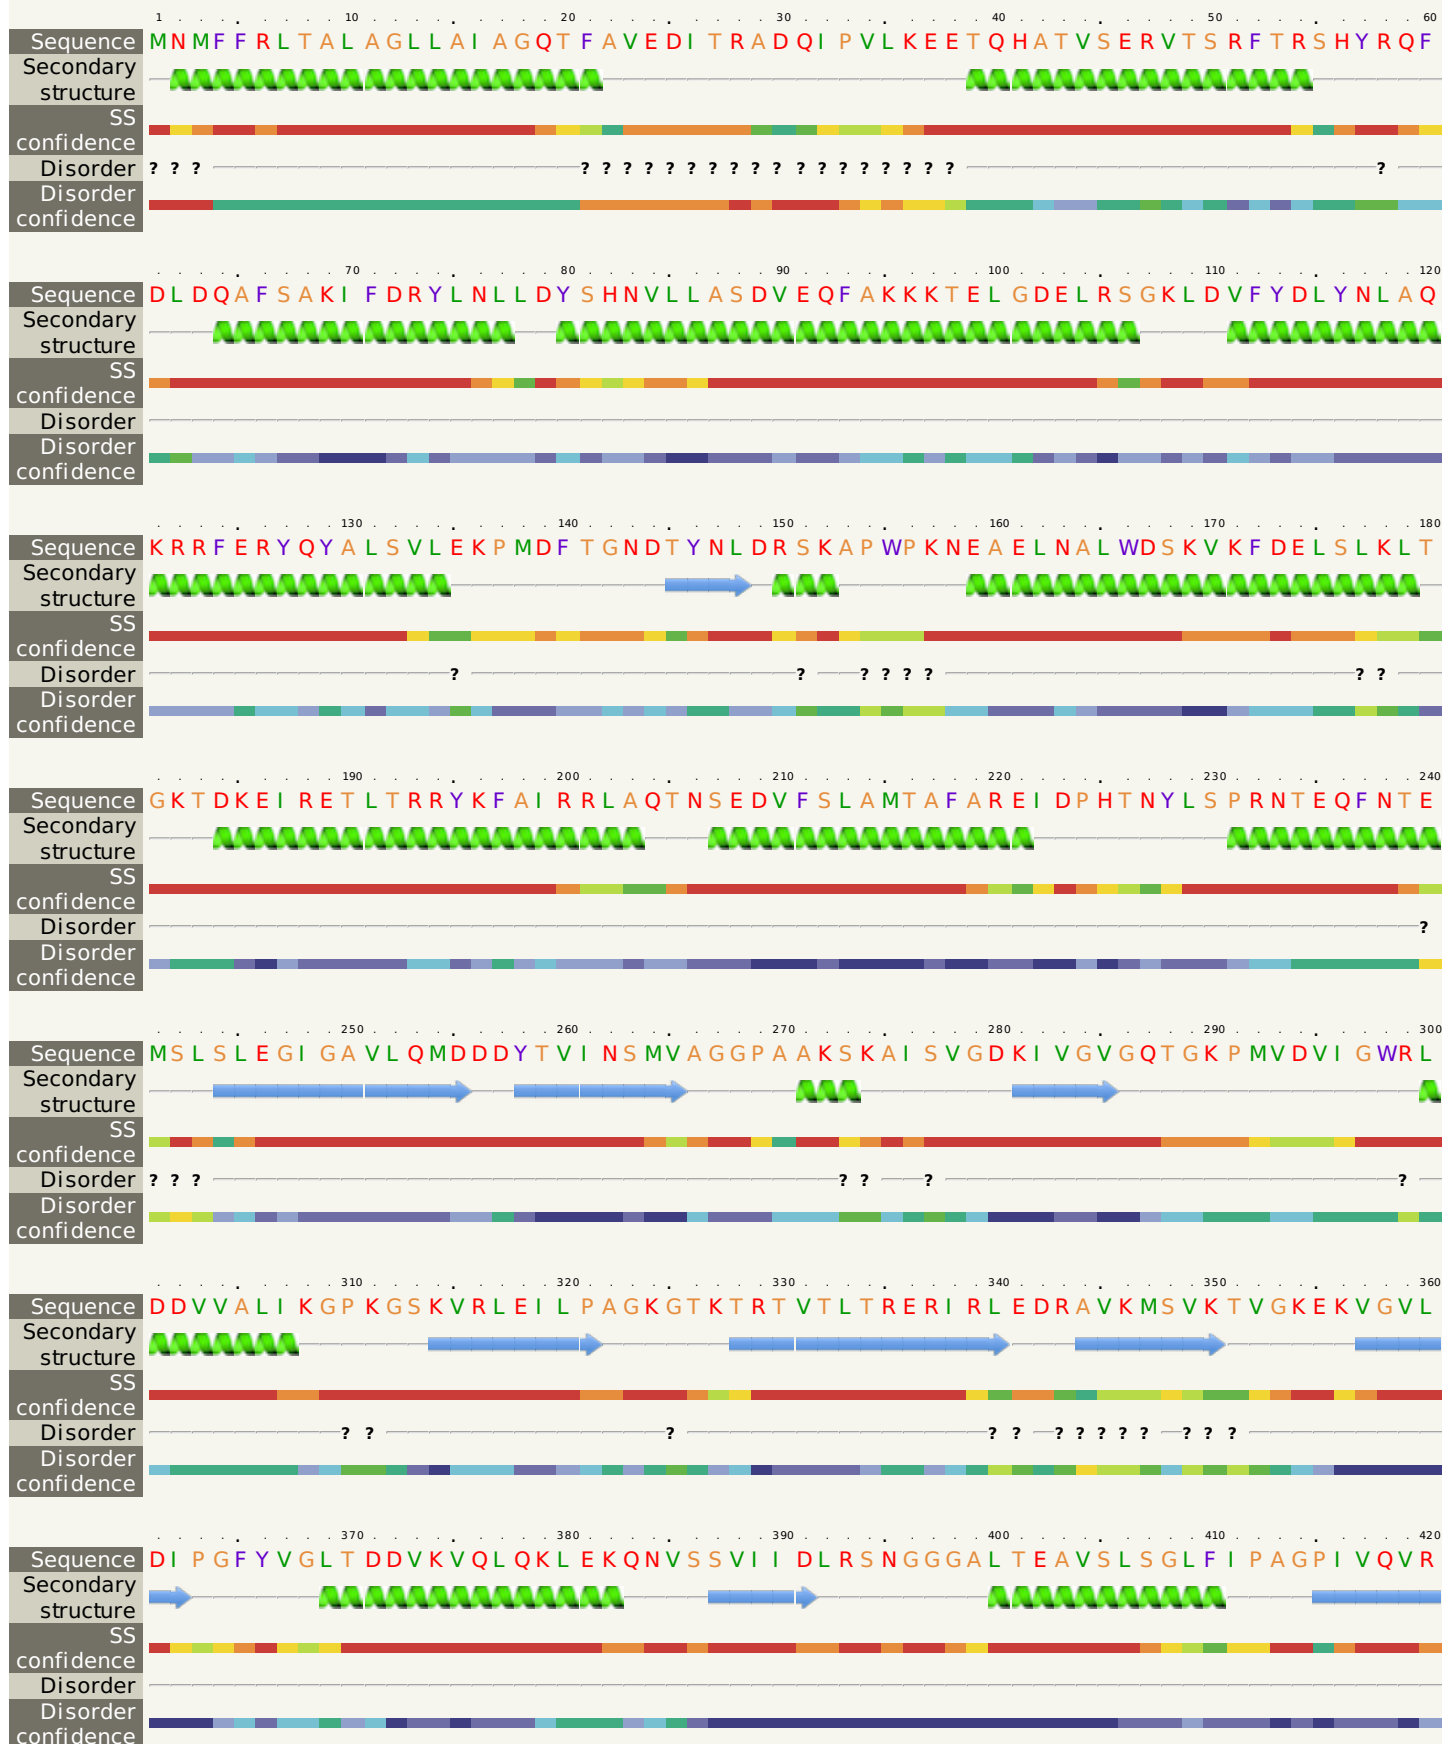 1 10 20 30 40 50 60
Sequence MNMFFRLTALAGLLAIAGQTFAVEDITRADQIPVLKEETQHATVSERVTSRFTRSHYRQF
Secondary
structure
SS
confidence
Disorder ? ? ? ? ? ? ? ? ? ? ? ? ? ? ? ? ? ? ? ? ? ?
Disorder
confidence
70 80 90 100 110 120
Sequence DLDQAFSAKIFDRYLNLLDYSHNVLLASDVEQFAKKKTELGDELRSGKLDVFYDLYNLAQ
Secondary
structure
SS
confidence
Disorder
Disorder
confidence
130 140 150 160 170 180
Sequence KRRFERYQYALSVLEKPMDFTGNDTYNLDRSKAPWPKNEAELNALWDSKVKFDELSLKLT
Secondary
structure
SS
confidence
Disorder ? ? ? ? ? ? ? ?
Disorder
confidence
190 200 210 220 230 240
Sequence GKTDKEIRETLTRRYKFAIRRLAQTNSEDVFSLAMTAFAREIDPHTNYLSPRNTEQFNTE
Secondary
structure
SS
confidence
Disorder ?
Disorder
confidence
250 260 270 280 290 300
Sequence MSLSLEGIGAVLQMDDDYTVINSMVAGGPAAKSKAISVGDKIVGVGQTGKPMVDVIGWRL
Secondary
structure
SS
confidence
Disorder ? ? ? ? ? ? ?
Disorder
confidence
310 320 330 340 350 360
Sequence DDVVALIKGPKGSKVRLEILPAGKGTKTRTVTLTRERIRLEDRAVKMSVKTVGKEKVGVL
Secondary
structure
SS
confidence
Disorder ? ? ? ? ? ? ? ? ? ? ? ? ?
Disorder
confidence
370 380 390 400 410 420
Sequence DIPGFYVGLTDDVKVQLQKLEKQNVSSVIIDLRSNGGGALTEAVSLSGLFIPAGPIVQVR
Secondary
structure
SS
confidence
Disorder
Disorder
confidence